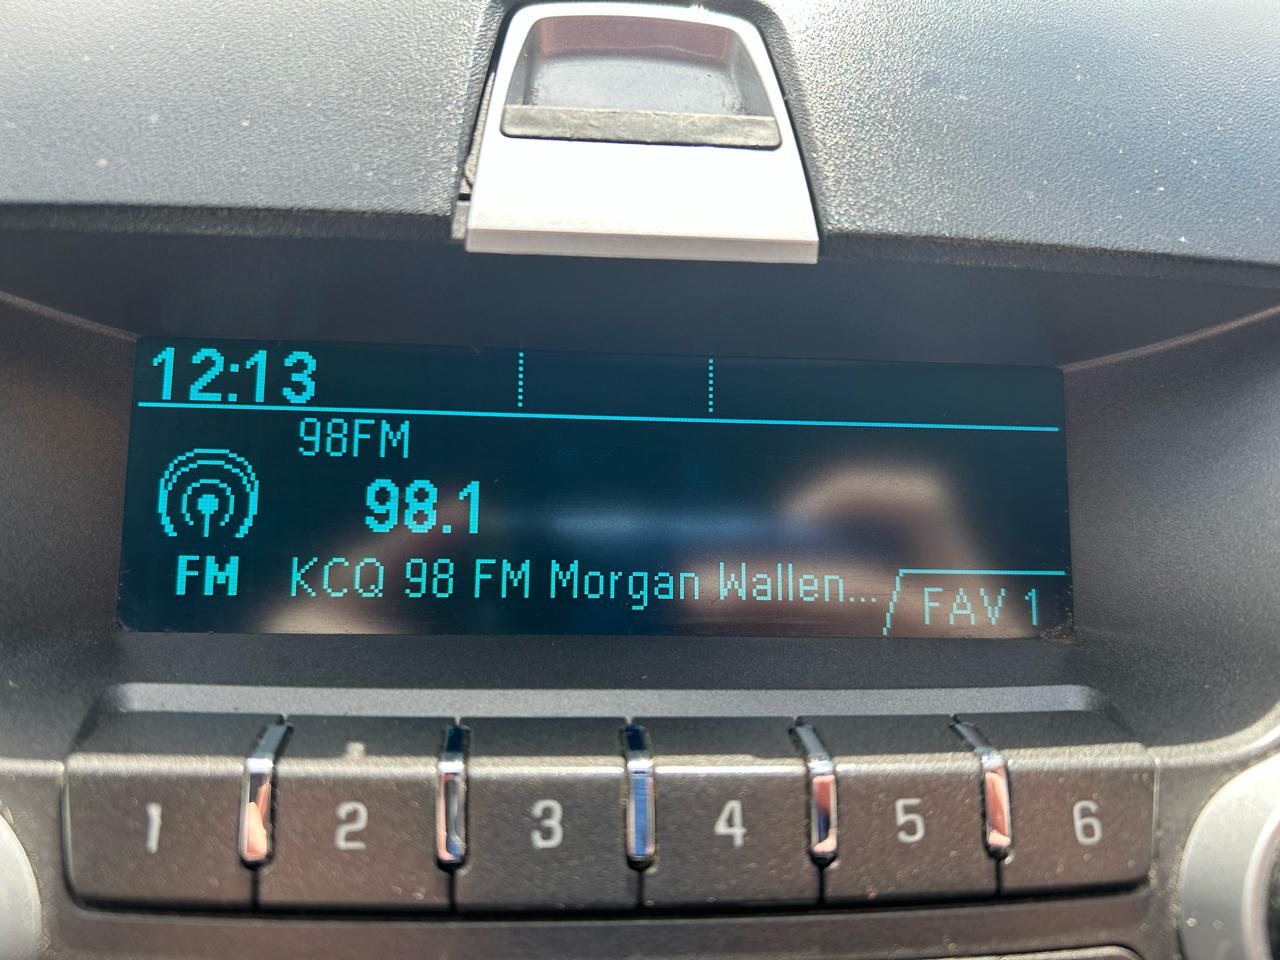 12:13
98FM
98.1
FM KCQ 98 FM Morgan Wallen...
FAV 1
1 2 3 4 5 6